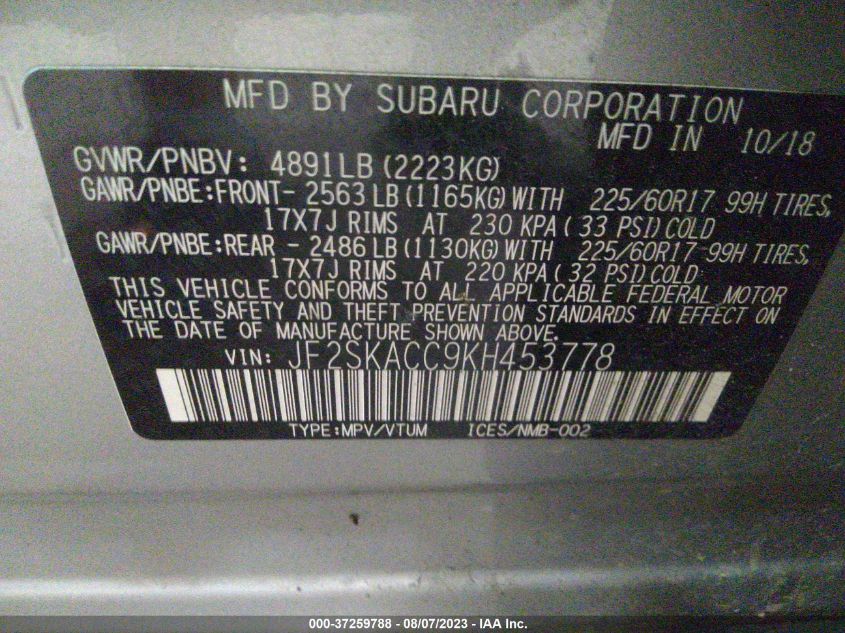 MFD BY SUBARU CORPORATION
MFD IN 10/18
GVWR/PNBV: 4891LB (2223KG)
GAWR/PNBE:FRONT- 2563LB(1165KG)WITH 225/60R17 99H TIRES,
17X7J RIMS AT 230 KPA( 33 PSI)COLD
GAWR/PNBE:REAR - 2486LB(1130KG)WITH 225/60R17 99H TIRES,
17X7J RIMS AT 220 KPA(32 PSI)COLD
THIS VEHICLE CONFORMS TO ALL APPLICABLE FEDERAL MOTOR
VEHICLE SAFETY AND THEFT PREVENTION STANDARDS IN EFFECT ON
THE DATE OF MANUFACTURE SHOWN ABOVE.
VIN: JF2SKACC9KH453778
TYPE:MPV/VTUM ICES/NMB-002
000-37259788 - 08/07/2023 - IAA Inc.